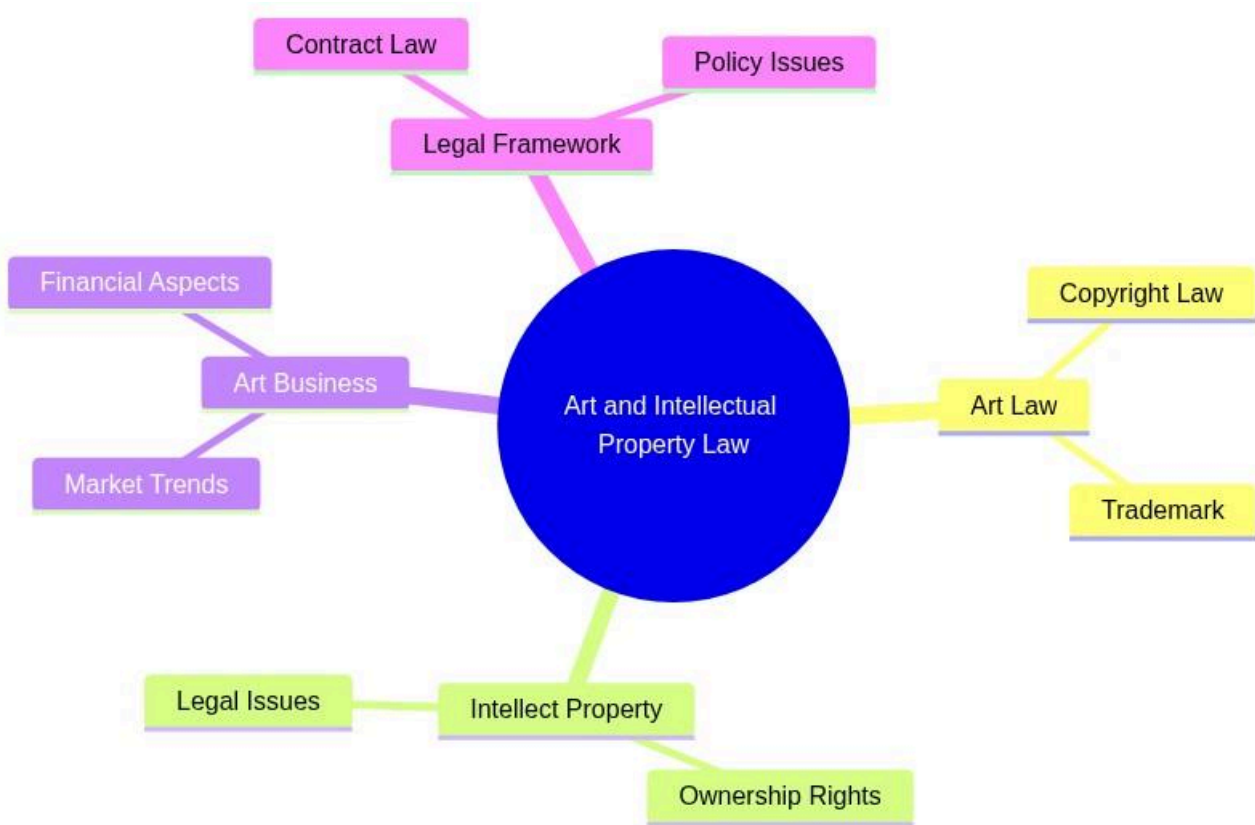 Contract Law
Policy Issues
Legal Framework
Financial Aspects
Copyright Law
Art Business
Art Law
Art and Intellectual
Property Law
Market Trends
Trademark
Legal Issues
Intellect Property
Ownership Rights